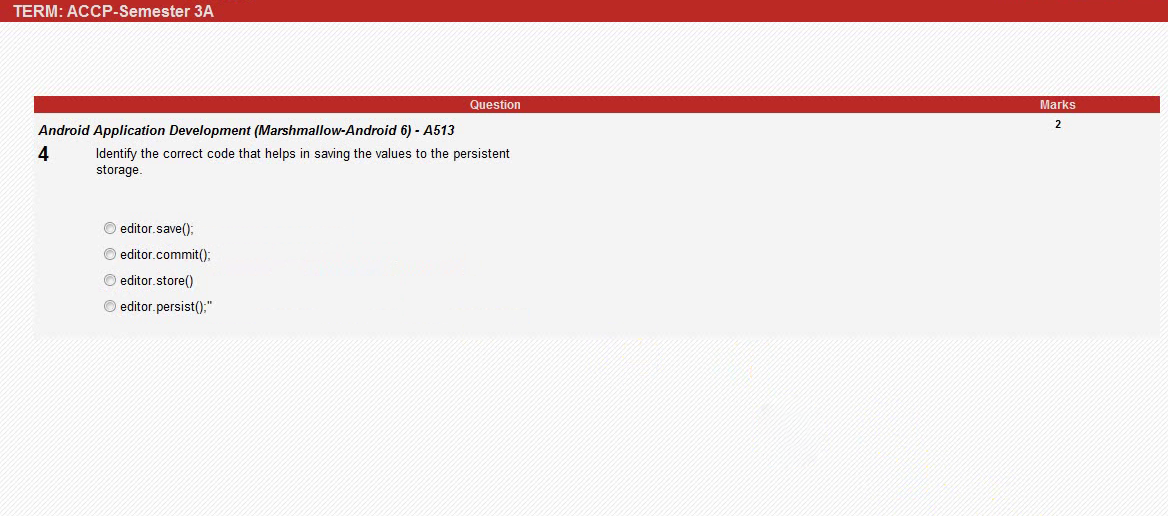 TERM: ACCP-Semester 3A
Question Marks
Android Application Development (Marshmallow-Android 6) - A513 2
4 Identify the correct code that helps in saving the values to the persistent
storage.
editor.save();
editor.commit();
editor.store()
editor.persist();"